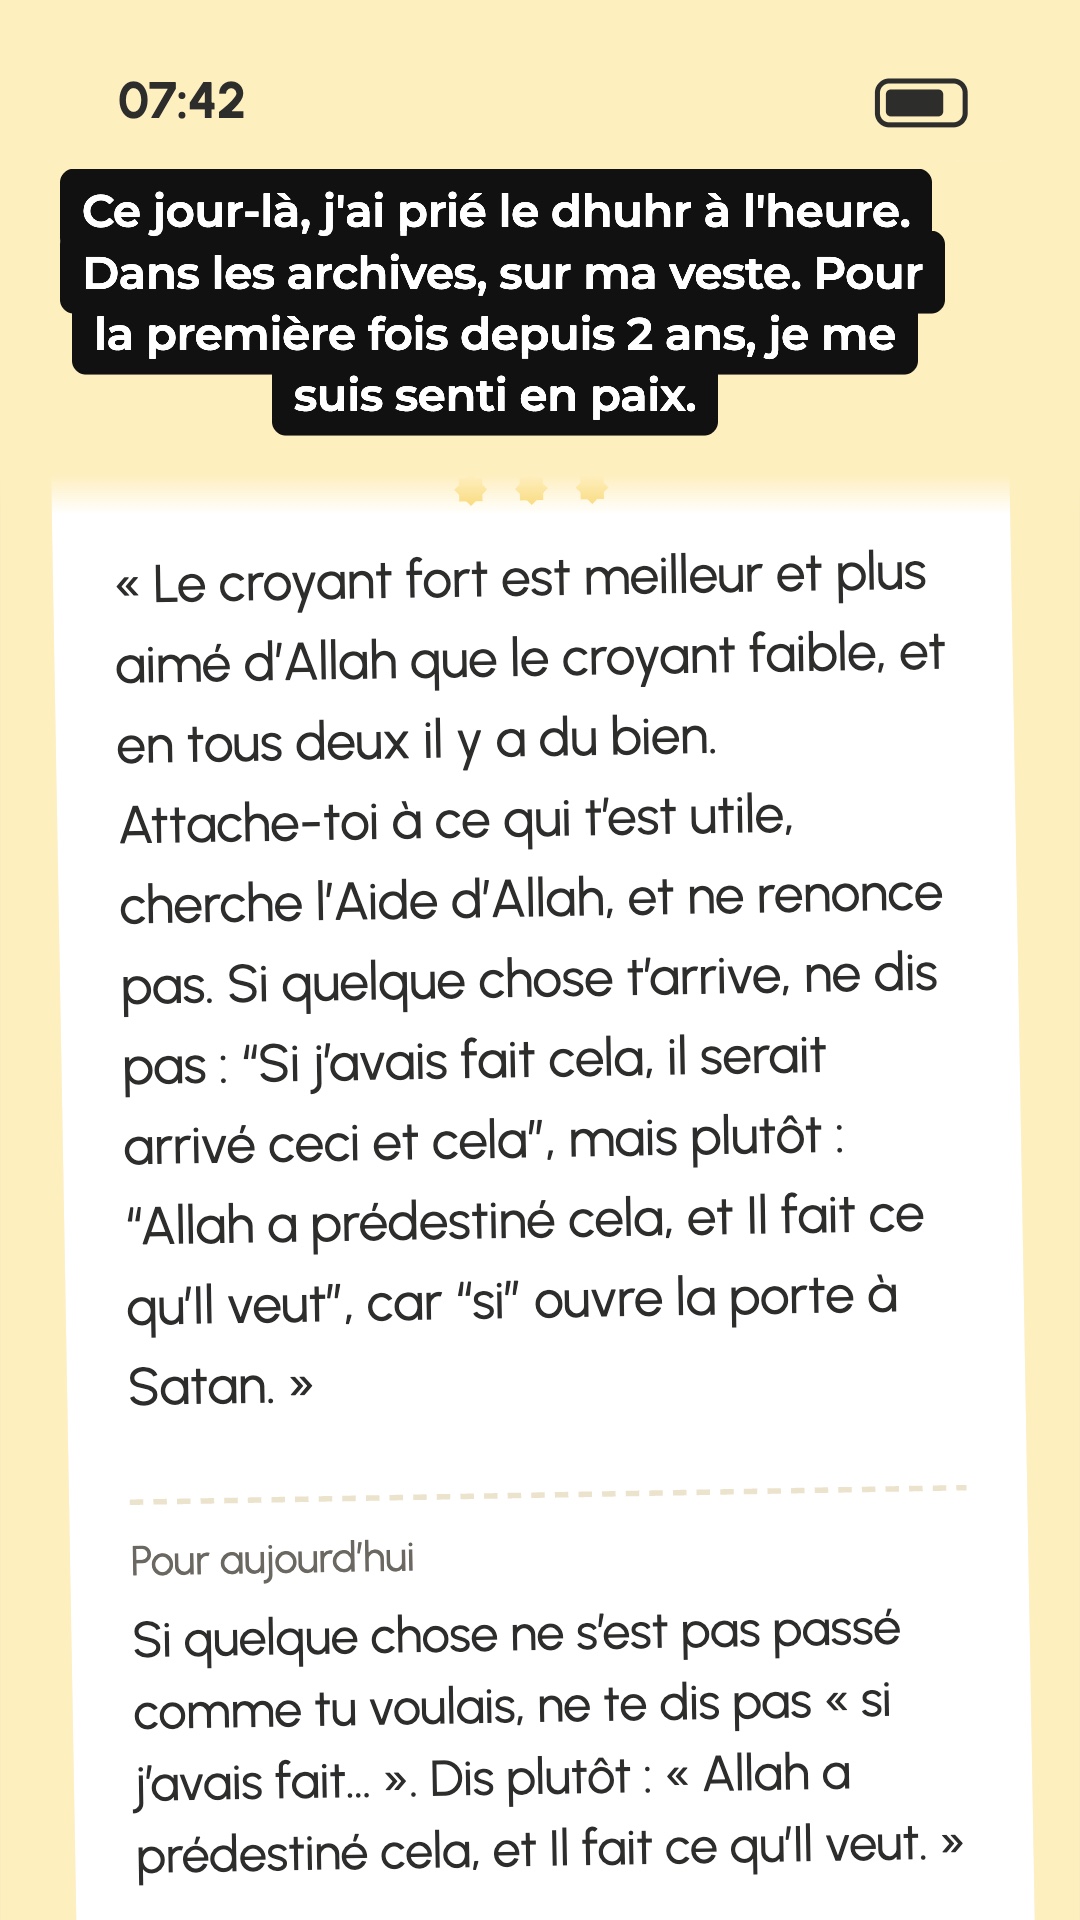 07:42
Ce jour-là, j'ai prié le dhuhr à l'heure.
Dans les archives, sur ma veste. Pour
la première fois depuis 2 ans, je me
suis senti en paix.
« Le croyant fort est meilleur et plus
aimé d’Allah que le croyant faible, et
en tous deux il y a du bien.
Attache-toi à ce qui t’est utile,
cherche l’Aide d’Allah, et ne renonce
pas. Si quelque chose t’arrive, ne dis
pas : “Si j’avais fait cela, il serait
arrivé ceci et cela”, mais plutôt :
“Allah a prédestiné cela, et Il fait ce
qu’Il veut”, car “si” ouvre la porte à
Satan. »
Pour aujourd’hui
Si quelque chose ne s’est pas passé
comme tu voulais, ne te dis pas « si
j’avais fait… ». Dis plutôt : « Allah a
prédestiné cela, et Il fait ce qu’Il veut. »